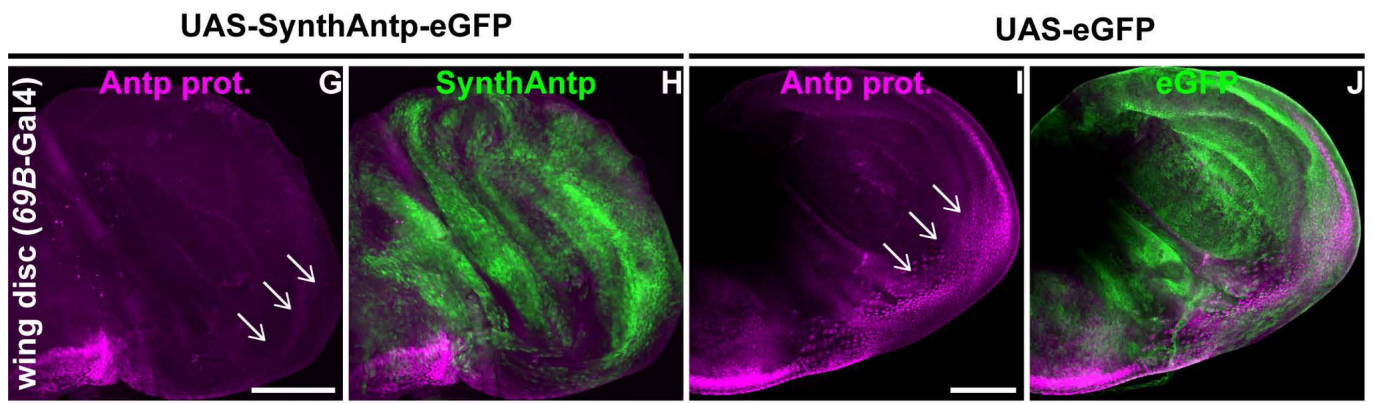 UAS-SynthAntp-eGFP
UAS-eGFP
wing disc (69B-Gal4)
Antp prot.
G
SynthAntp
H
Antp prot.
I
eGFP
J